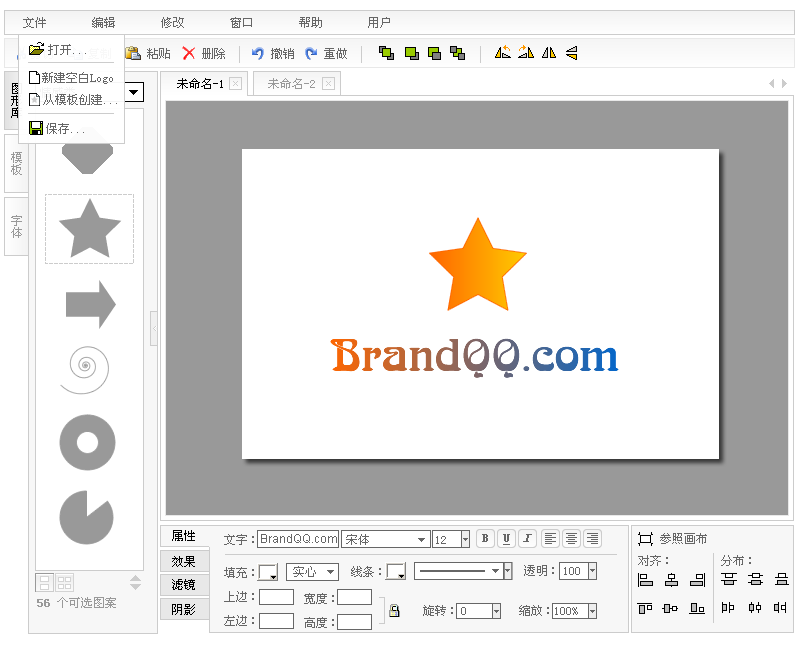 文件 编辑 修改 窗口 帮助 用户
打开...
新建空白Logo
从模板创建...
保存...
粘贴 删除 撤销 重做
图形库
模板
字体
未命名-1 未命名-2
BrandQQ.com
56 个可选图案
属性
效果
滤镜
阴影
文字: BrandQQ.com 宋体 12 B U I
填充: 实心 线条: 透明: 100
上边: 宽度:
左边: 高度:
旋转: 0 缩放: 100%
参照画布
对齐: 分布: